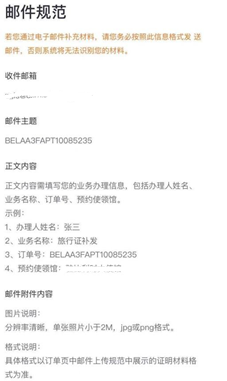 邮件规范
若您通过电子邮件补充材料，请您务必按照此信息格式发 送
邮件，否则系统将无法识别您的材料。
收件邮箱
邮件主题
BELAA3FAPT10085235
正文内容
正文内容需填写您的业务办理信息，包括办理人姓名、
业务名称、订单号、预约使领馆。
示例：
1、办理人姓名：张三
2、业务名称：旅行证补发
3、订单号：BELAA3FAPT10085235
4、预约使领馆：
邮件附件内容
图片说明：
分辨率清晰，单张照片小于2M，jpg或png格式。
格式说明：
具体格式以订单页中邮件上传规范中展示的证明材料格
式为准。